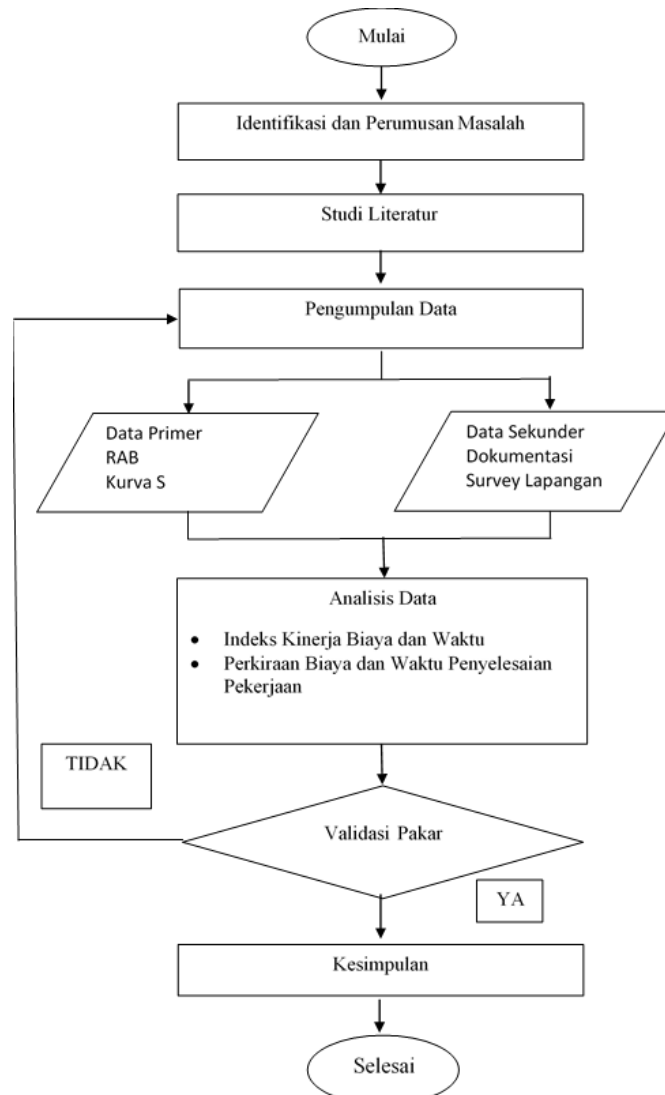 Mulai
Identifikasi dan Perumusan Masalah
Studi Literatur
Pengumpulan Data
Data Primer
RAB
Kurva S
Data Sekunder
Dokumentasi
Survey Lapangan
Analisis Data
• Indeks Kinerja Biaya dan Waktu
• Perkiraan Biaya dan Waktu Penyelesaian
Pekerjaan
TIDAK
Validasi Pakar
YA
Kesimpulan
Selesai